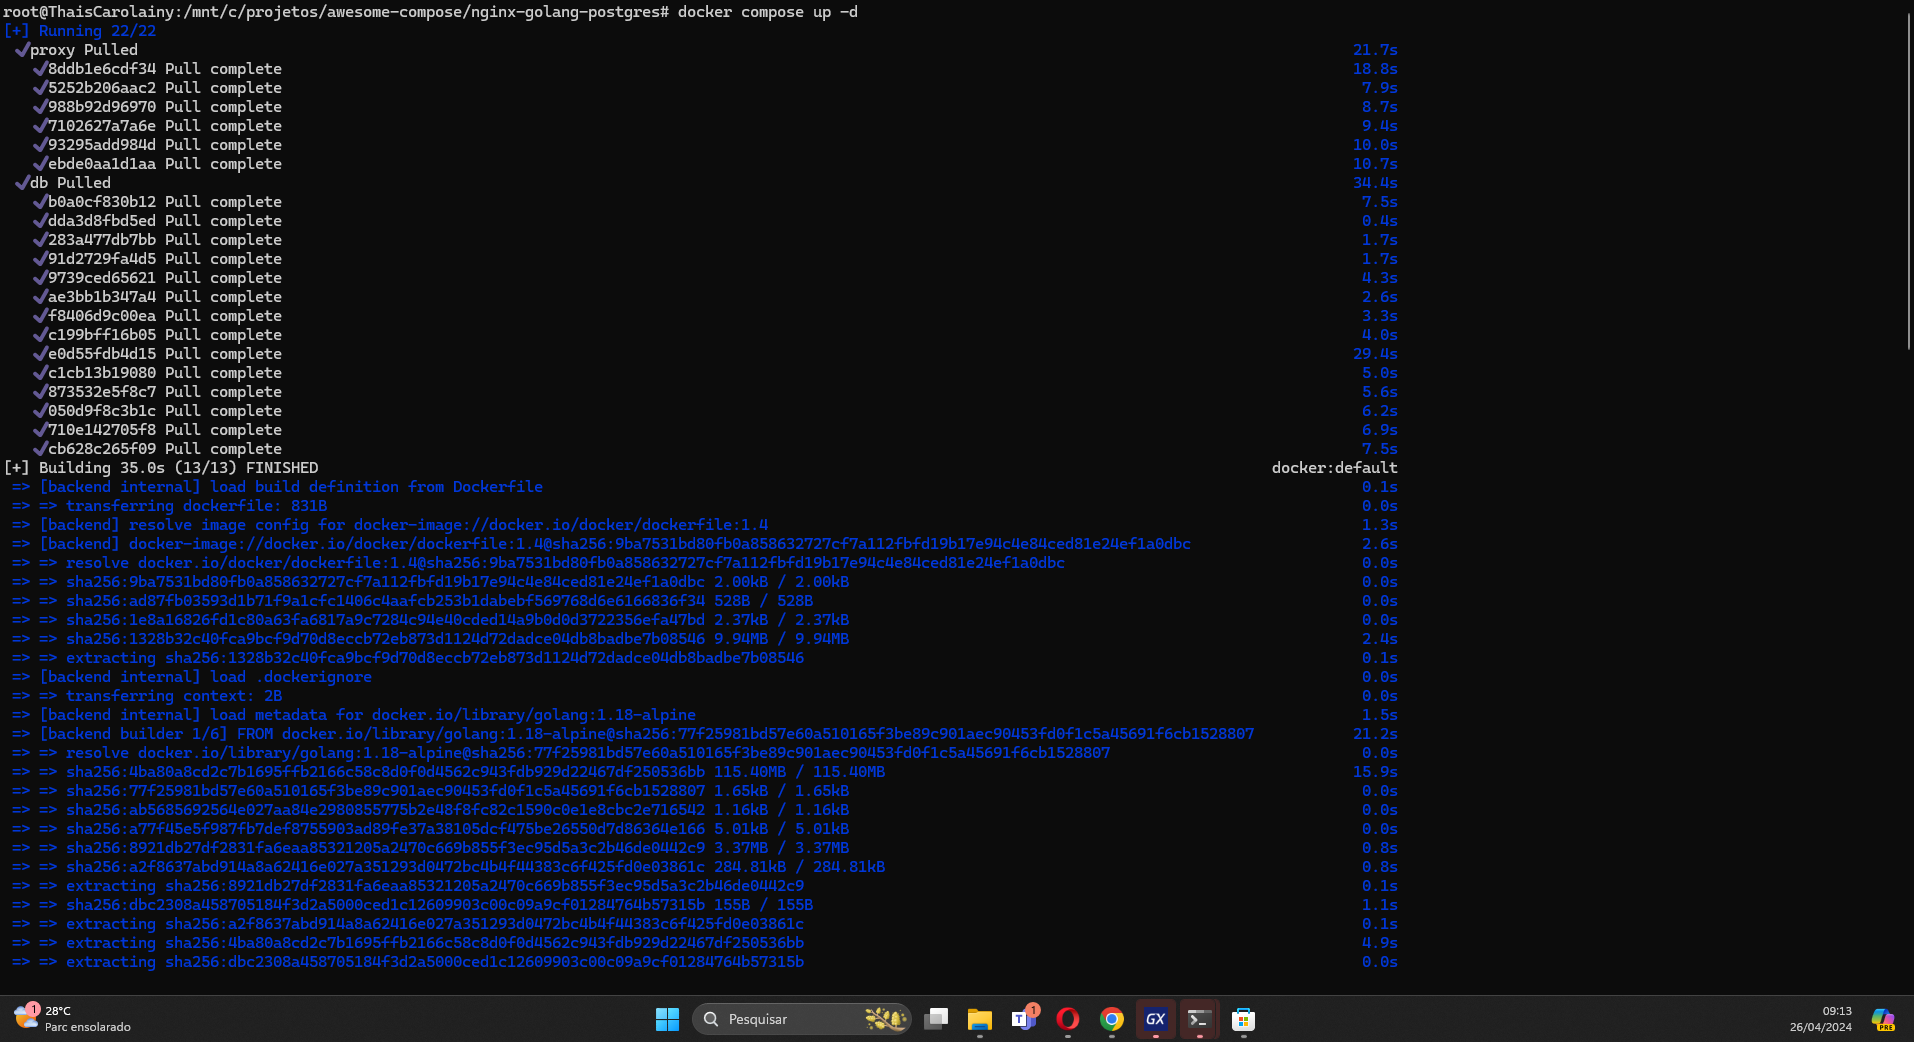 root@ThaisCarolainy:/mnt/c/projetos/awesome-compose/nginx-golang-postgres# docker compose up -d
[+] Running 22/22
✔proxy Pulled 21.7s
✔8ddb1e6cdf34 Pull complete 18.8s
✔5252b206aac2 Pull complete 7.9s
✔988b92d96970 Pull complete 8.7s
✔7102627a7a6e Pull complete 9.4s
✔93295add984d Pull complete 10.0s
✔ebde0aa1d1aa Pull complete 10.7s
✔db Pulled 34.4s
✔b0a0cf830b12 Pull complete 7.5s
✔dda3d8fbd5ed Pull complete 0.4s
✔283a477db7bb Pull complete 1.7s
✔91d2729fa4d5 Pull complete 1.7s
✔9739ced65621 Pull complete 4.3s
✔ae3bb1b347a4 Pull complete 2.6s
✔f8406d9c00ea Pull complete 3.3s
✔c199bff16b05 Pull complete 4.0s
✔e0d55fdb4d15 Pull complete 29.4s
✔c1cb13b19080 Pull complete 5.0s
✔873532e5f8c7 Pull complete 5.6s
✔050d9f8c3b1c Pull complete 6.2s
✔710e142705f8 Pull complete 6.9s
✔cb628c265f09 Pull complete 7.5s
[+] Building 35.0s (13/13) FINISHED docker:default
=> [backend internal] load build definition from Dockerfile 0.1s
=> => transferring dockerfile: 831B 0.0s
=> [backend] resolve image config for docker-image://docker.io/docker/dockerfile:1.4 1.3s
=> [backend] docker-image://docker.io/docker/dockerfile:1.4@sha256:9ba7531bd80fb0a858632727cf7a112fbfd19b17e94c4e84ced81e24ef1a0dbc 2.6s
=> => resolve docker.io/docker/dockerfile:1.4@sha256:9ba7531bd80fb0a858632727cf7a112fbfd19b17e94c4e84ced81e24ef1a0dbc 0.0s
=> => sha256:9ba7531bd80fb0a858632727cf7a112fbfd19b17e94c4e84ced81e24ef1a0dbc 2.00kB / 2.00kB 0.0s
=> => sha256:ad87fb03593d1b71f9a1cfc1406c4aafcb253b1dabebf569768d6e6166836f34 528B / 528B 0.0s
=> => sha256:1e8a16826fd1c80a63fa6817a9c7284c94e40cded14a9b0d0d3722356efa47bd 2.37kB / 2.37kB 0.0s
=> => sha256:1328b32c40fca9bcf9d70d8eccb72eb873d1124d72dadce04db8badbe7b08546 9.94MB / 9.94MB 2.4s
=> => extracting sha256:1328b32c40fca9bcf9d70d8eccb72eb873d1124d72dadce04db8badbe7b08546 0.1s
=> [backend internal] load .dockerignore 0.0s
=> => transferring context: 2B 0.0s
=> [backend internal] load metadata for docker.io/library/golang:1.18-alpine 1.5s
=> [backend builder 1/6] FROM docker.io/library/golang:1.18-alpine@sha256:77f25981bd57e60a510165f3be89c901aec90453fd0f1c5a45691f6cb1528807 21.2s
=> => resolve docker.io/library/golang:1.18-alpine@sha256:77f25981bd57e60a510165f3be89c901aec90453fd0f1c5a45691f6cb1528807 0.0s
=> => sha256:4ba80a8cd2c7b1695ffb2166c58c8d0f0d4562c943fdb929d22467df250536bb 115.40MB / 115.40MB 15.9s
=> => sha256:77f25981bd57e60a510165f3be89c901aec90453fd0f1c5a45691f6cb1528807 1.65kB / 1.65kB 0.0s
=> => sha256:ab5685692564e027aa84e2980855775b2e48f8fc82c1590c0e1e8cbc2e716542 1.16kB / 1.16kB 0.0s
=> => sha256:a77f45e5f987fb7def8755903ad89fe37a38105dcf475be26550d7d86364e166 5.01kB / 5.01kB 0.0s
=> => sha256:8921db27df2831fa6eaa85321205a2470c669b855f3ec95d5a3c2b46de0442c9 3.37MB / 3.37MB 0.8s
=> => sha256:a2f8637abd914a8a62416e027a351293d0472bc4b4f44383c6f425fd0e03861c 284.81kB / 284.81kB 0.8s
=> => extracting sha256:8921db27df2831fa6eaa85321205a2470c669b855f3ec95d5a3c2b46de0442c9 0.1s
=> => sha256:dbc2308a458705184f3d2a5000ced1c12609903c00c09a9cf01284764b57315b 155B / 155B 1.1s
=> => extracting sha256:a2f8637abd914a8a62416e027a351293d0472bc4b4f44383c6f425fd0e03861c 0.1s
=> => extracting sha256:4ba80a8cd2c7b1695ffb2166c58c8d0f0d4562c943fdb929d22467df250536bb 4.9s
=> => extracting sha256:dbc2308a458705184f3d2a5000ced1c12609903c00c09a9cf01284764b57315b 0.0s
1
28°C
Parc ensolarado
Pesquisar
T
1
GX
09:13
26/04/2024
PRE